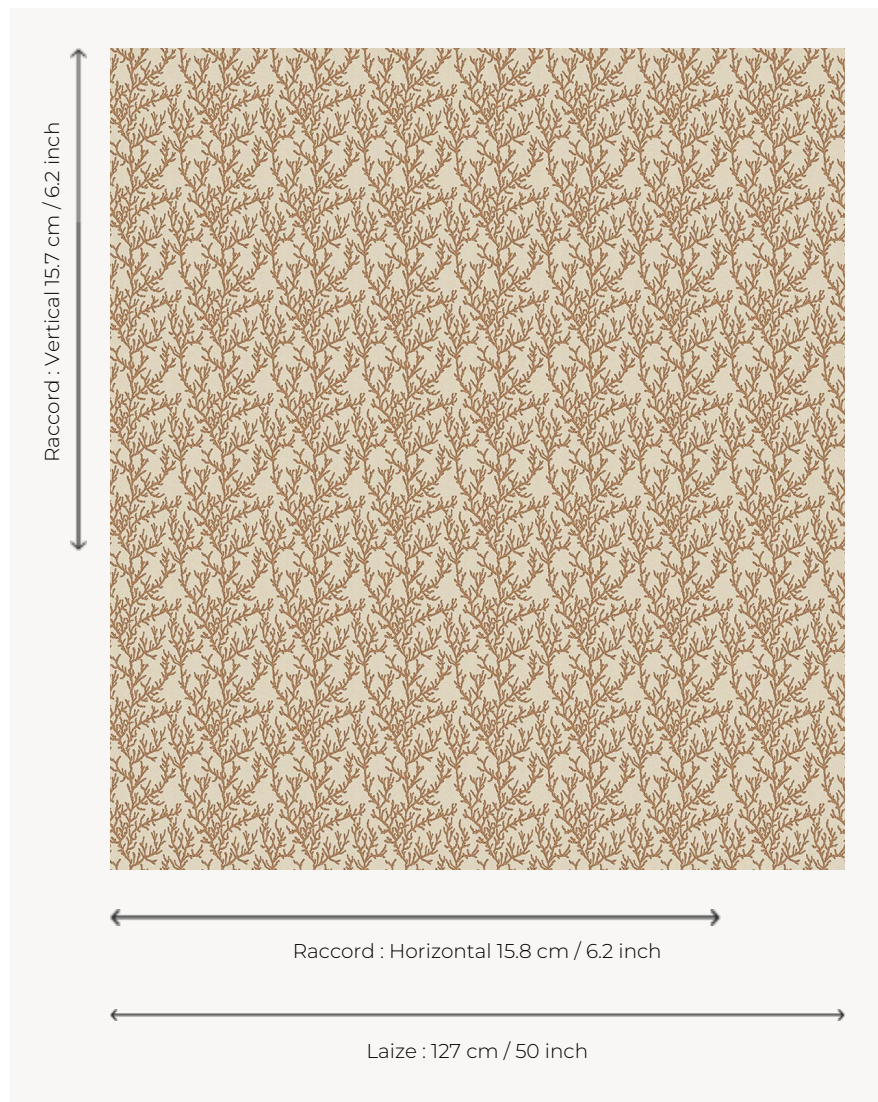 Raccord : Vertical 15.7 cm / 6.2 inch
Raccord : Horizontal 15.8 cm / 6.2 inch
Laize : 127 cm / 50 inch